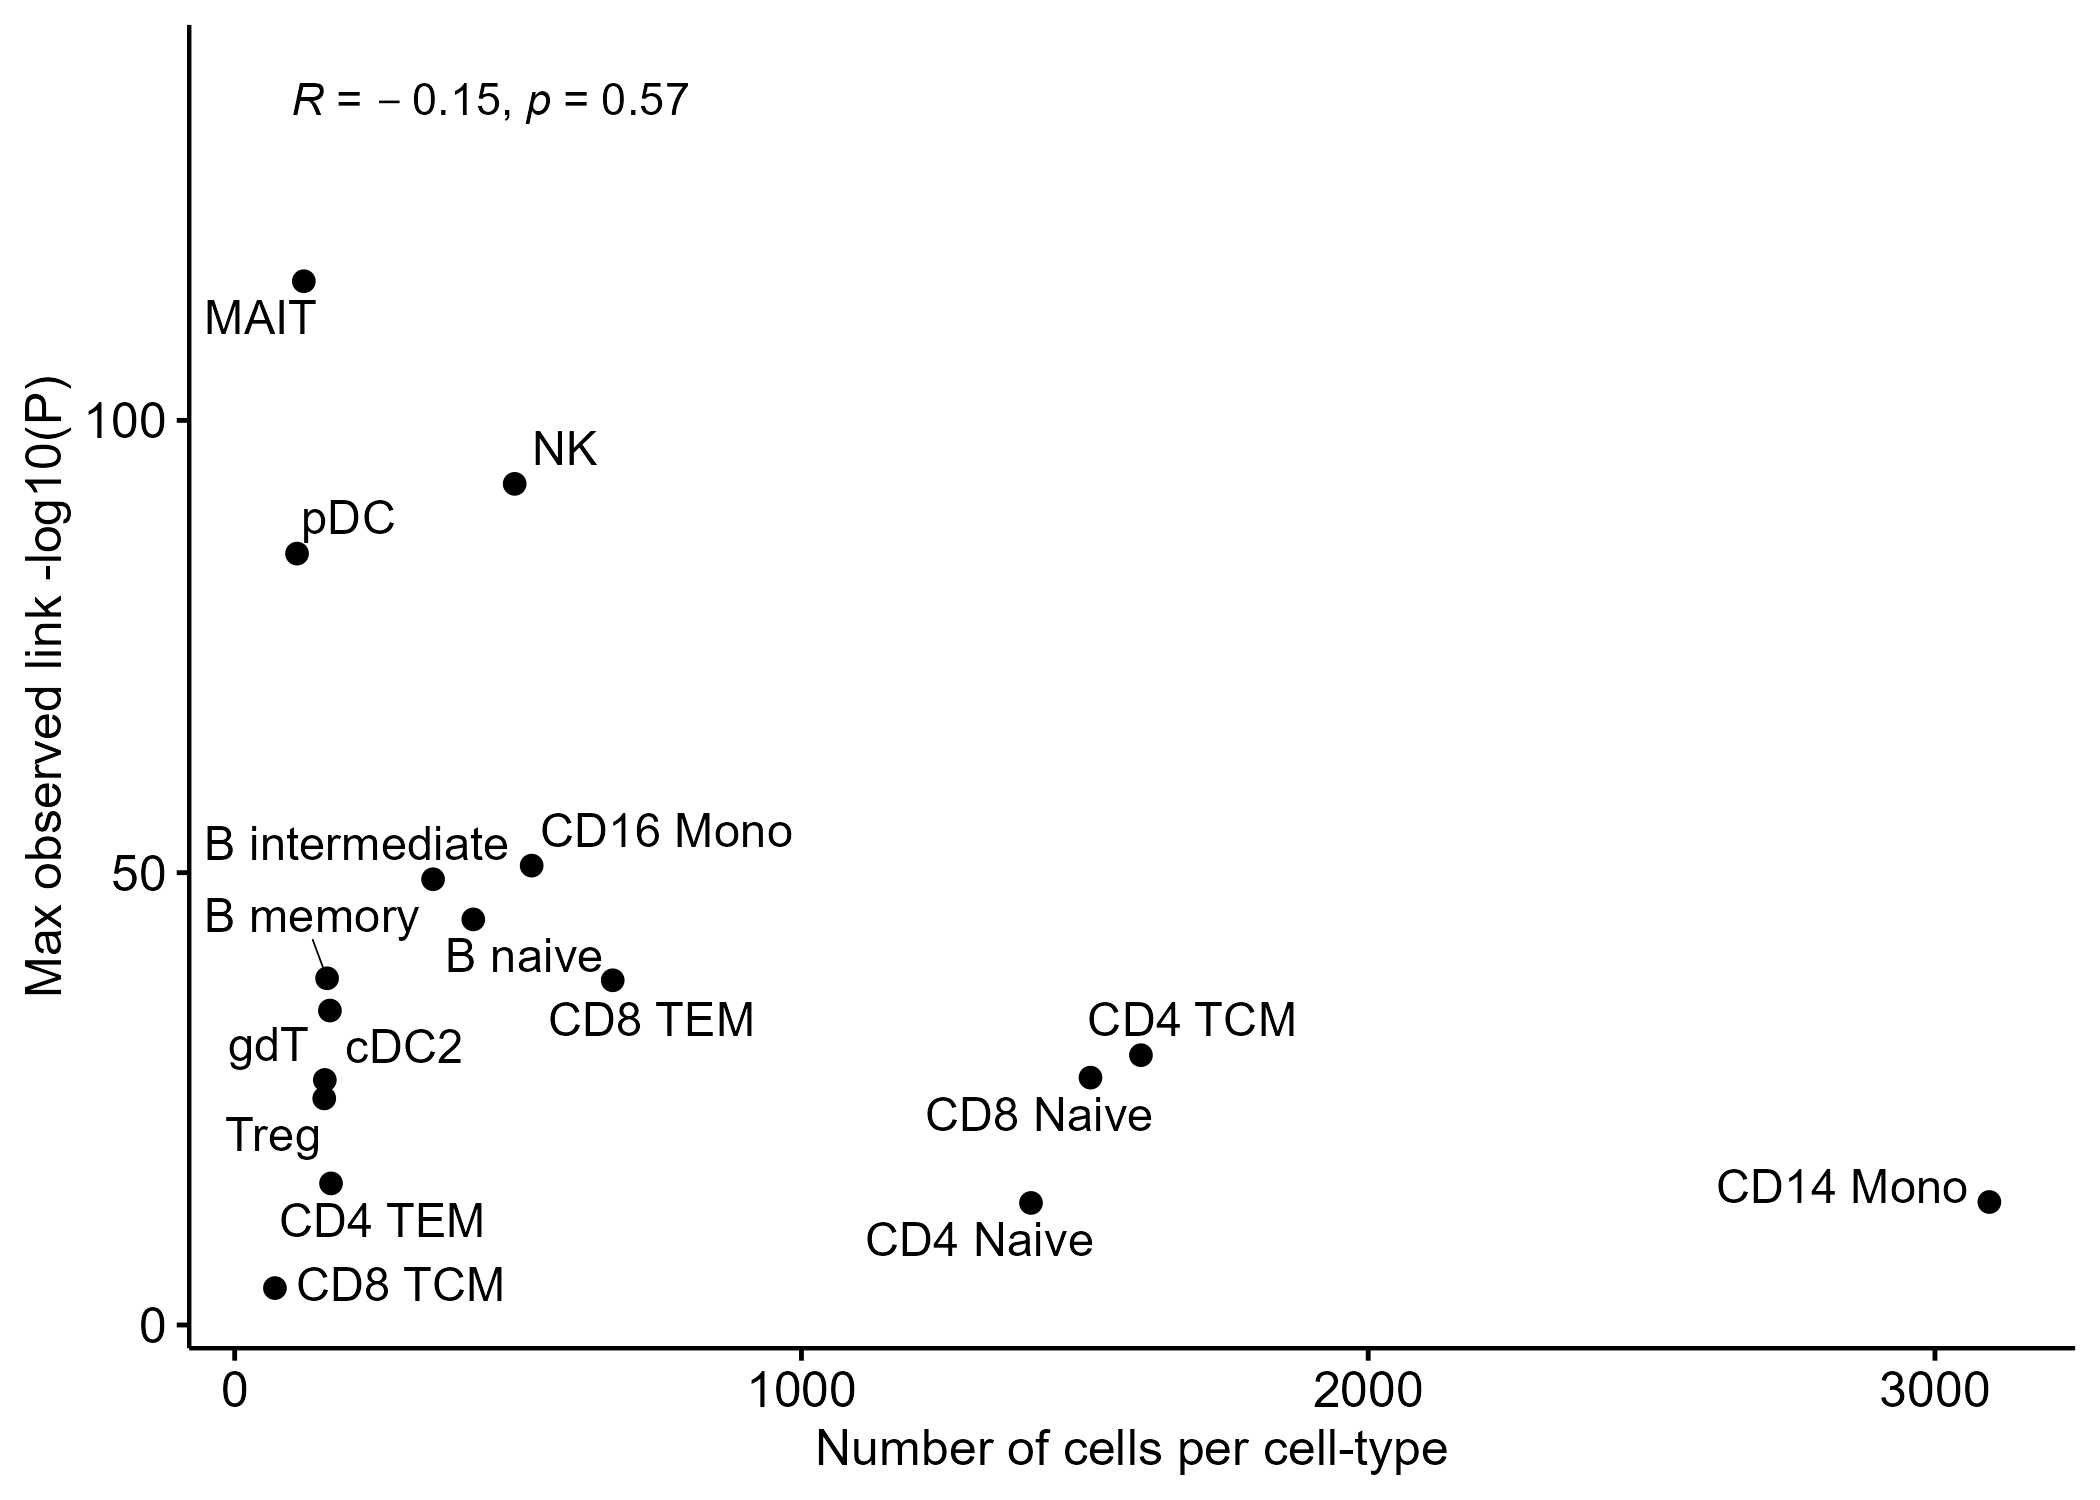 R = − 0.15, p = 0.57
MAIT
100
NK
pDC
Max observed link -log10(P)
CD16 Mono
B intermediate
50
B memory
B naive
CD8 TEM
CD4 TCM
gdT
cDC2
CD8 Naive
Treg
CD14 Mono
CD4 TEM
CD4 Naive
CD8 TCM
0
0 1000 2000 3000
Number of cells per cell-type